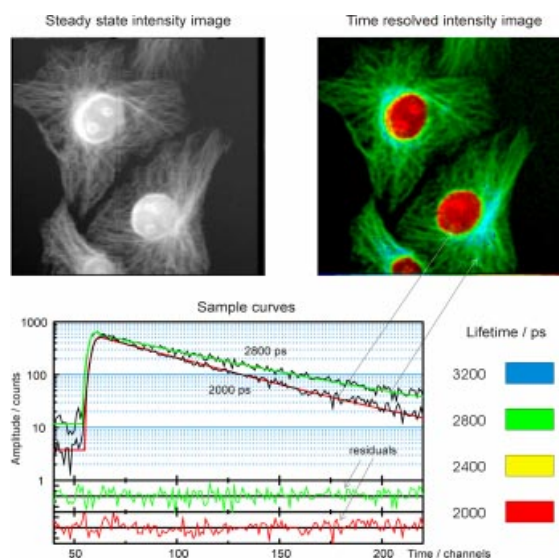 Steady state intensity image
Time resolved intensity image
Sample curves
Amplitude / counts
1000
100
10
1
2800 ps
2000 ps
residuals
50
100
150
200
Time / channels
Lifetime / ps
3200
2800
2400
2000